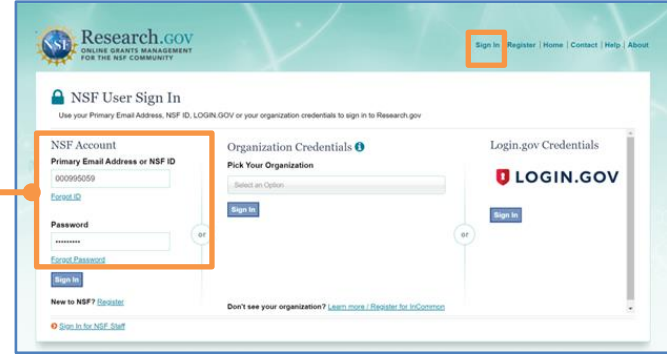 NSF
Research.GOV
ONLINE GRANTS MANAGEMENT
FOR THE NSF COMMUNITY
Sign In | Register | Home | Contact | Help | About
NSF User Sign In
Use your Primary Email Address, NSF ID, LOGIN.GOV or your organization credentials to sign in to Research.gov
NSF Account
Primary Email Address or NSF ID
000995059
Forgot ID
Password
•••••••••
Forgot Password
Sign In
New to NSF? Register
Sign In for NSF Staff
or
Organization Credentials
Pick Your Organization
Select an Option
Sign In
Don't see your organization? Learn more / Register for InCommon
or
Login.gov Credentials
LOGIN.GOV
Sign In